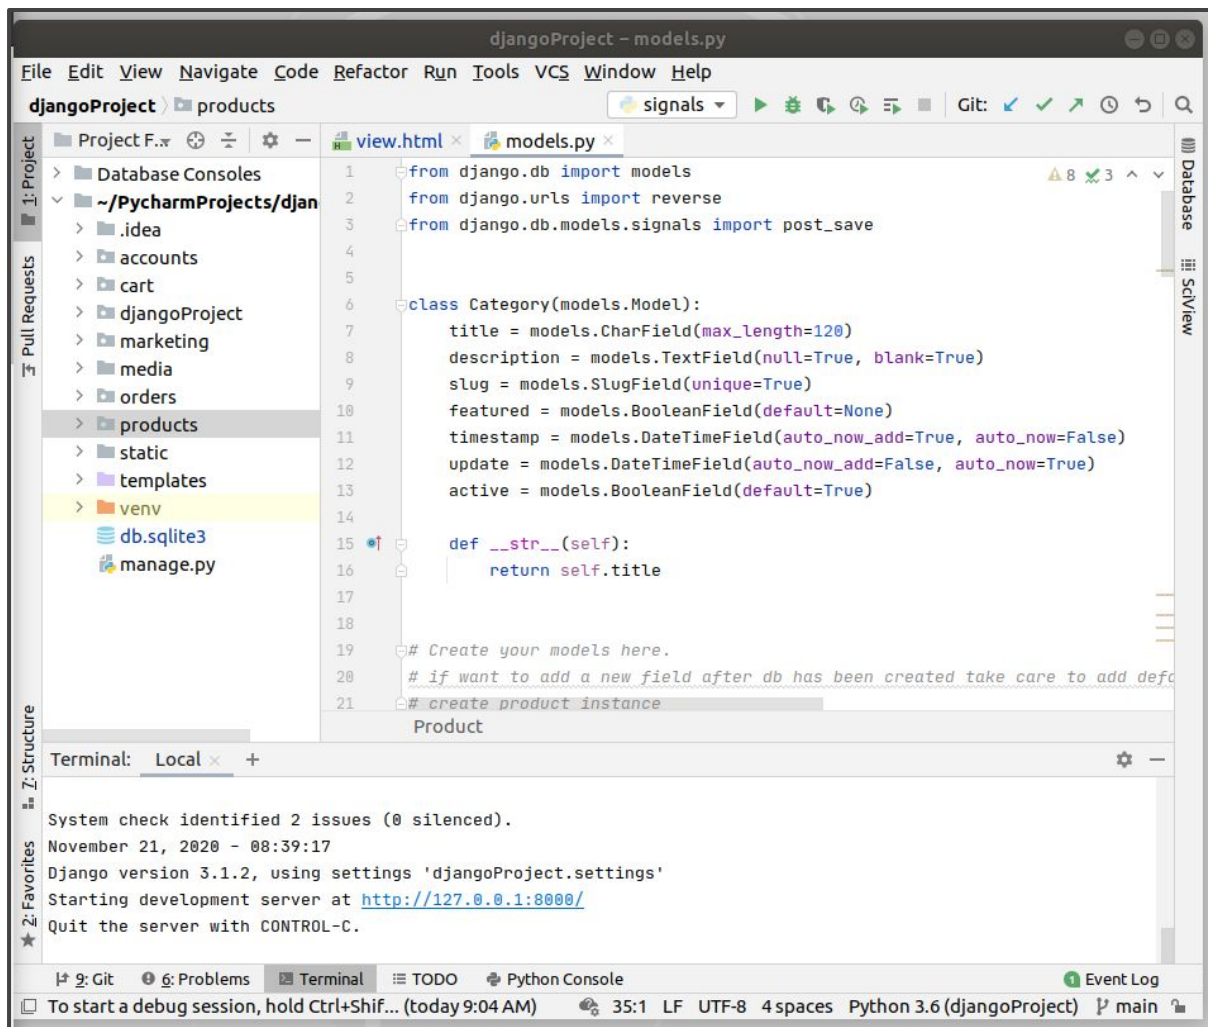 djangoProject – models.py
File Edit View Navigate Code Refactor Run Tools VCS Window Help
djangoProject products signals Git:
1: Project
Pull Requests
7: Structure
2: Favorites
Project F..
Database Consoles
~/PycharmProjects/djan
.idea
accounts
cart
djangoProject
marketing
media
orders
products
static
templates
venv
db.sqlite3
manage.py
view.html models.py
8 3
1 from django.db import models
2 from django.urls import reverse
3 from django.db.models.signals import post_save
4
5
6 class Category(models.Model):
7 title = models.CharField(max_length=120)
8 description = models.TextField(null=True, blank=True)
9 slug = models.SlugField(unique=True)
10 featured = models.BooleanField(default=None)
11 timestamp = models.DateTimeField(auto_now_add=True, auto_now=False)
12 update = models.DateTimeField(auto_now_add=False, auto_now=True)
13 active = models.BooleanField(default=True)
14
15 def __str__(self):
16 return self.title
17
18
19 # Create your models here.
20 # if want to add a new field after db has been created take care to add defa
21 # create product instance
Product
Database
SciView
Terminal: Local +
System check identified 2 issues (0 silenced).
November 21, 2020 - 08:39:17
Django version 3.1.2, using settings 'djangoProject.settings'
Starting development server at http://127.0.0.1:8000/
Quit the server with CONTROL-C.
9: Git 6: Problems Terminal TODO Python Console 1 Event Log
To start a debug session, hold Ctrl+Shif... (today 9:04 AM) 35:1 LF UTF-8 4 spaces Python 3.6 (djangoProject) main